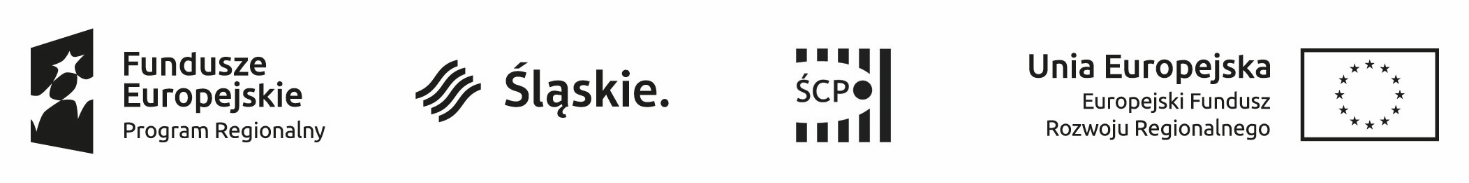 Fundusze
Europejskie
Program Regionalny
Śląskie.
ŚCP
Unia Europejska
Europejski Fundusz
Rozwoju Regionalnego